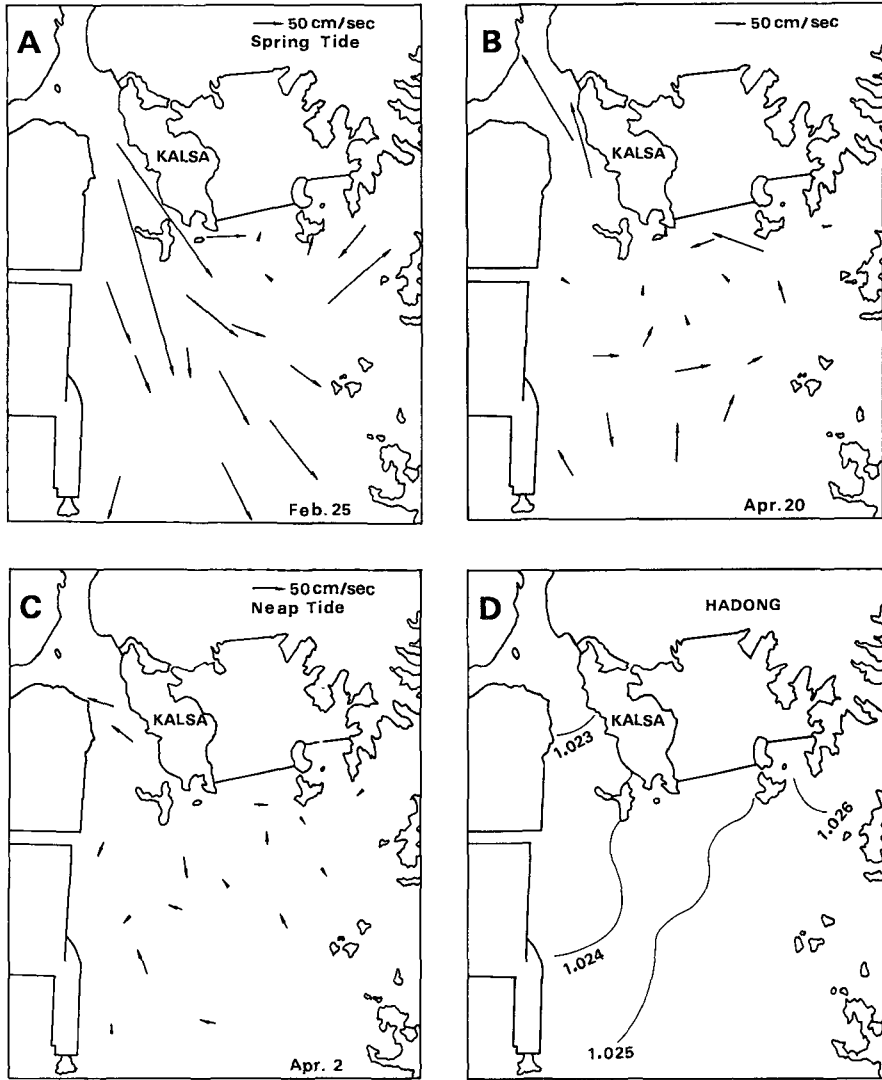 A
50 cm/sec
Spring Tide
KALSA
Feb. 25
B
50 cm/sec
KALSA
Apr. 20
C
50 cm/sec
Neap Tide
KALSA
Apr. 2
D
HADONG
KALSA
1.023
1.026
1.024
1.025